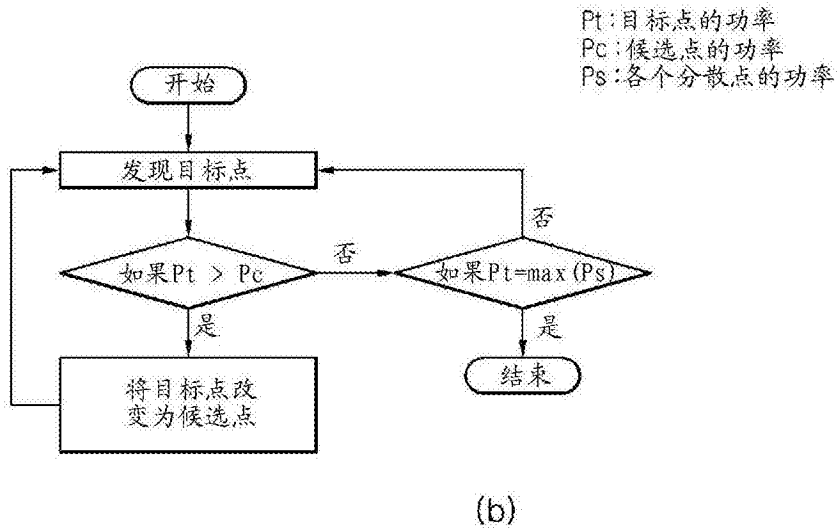 Pt:目标点的功率
Pc:候选点的功率
Ps:各个分散点的功率
开始
发现目标点
如果Pt > Pc
否
是
将目标点改
变为候选点
否
如果Pt=max(Ps)
是
结束
(b)